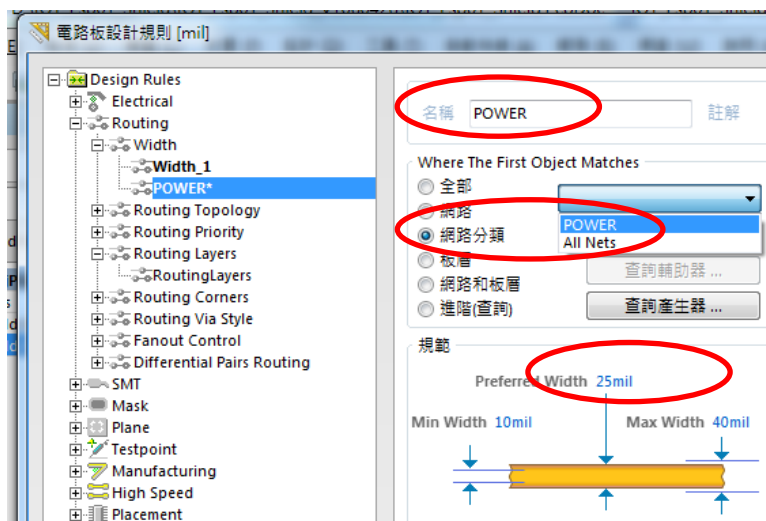 電路板設計規則 [mil]
Design Rules
Electrical
Routing
Width
Width_1
POWER*
Routing Topology
Routing Priority
Routing Layers
RoutingLayers
Routing Corners
Routing Via Style
Fanout Control
Differential Pairs Routing
SMT
Mask
Plane
Testpoint
Manufacturing
High Speed
Placement
名稱 POWER 註解
Where The First Object Matches
全部
網路
網路分類
板層
網路和板層
進階(查詢)
POWER
All Nets
查詢輔助器 ...
查詢產生器 ...
規範
Preferred Width 25mil
Min Width 10mil Max Width 40mil